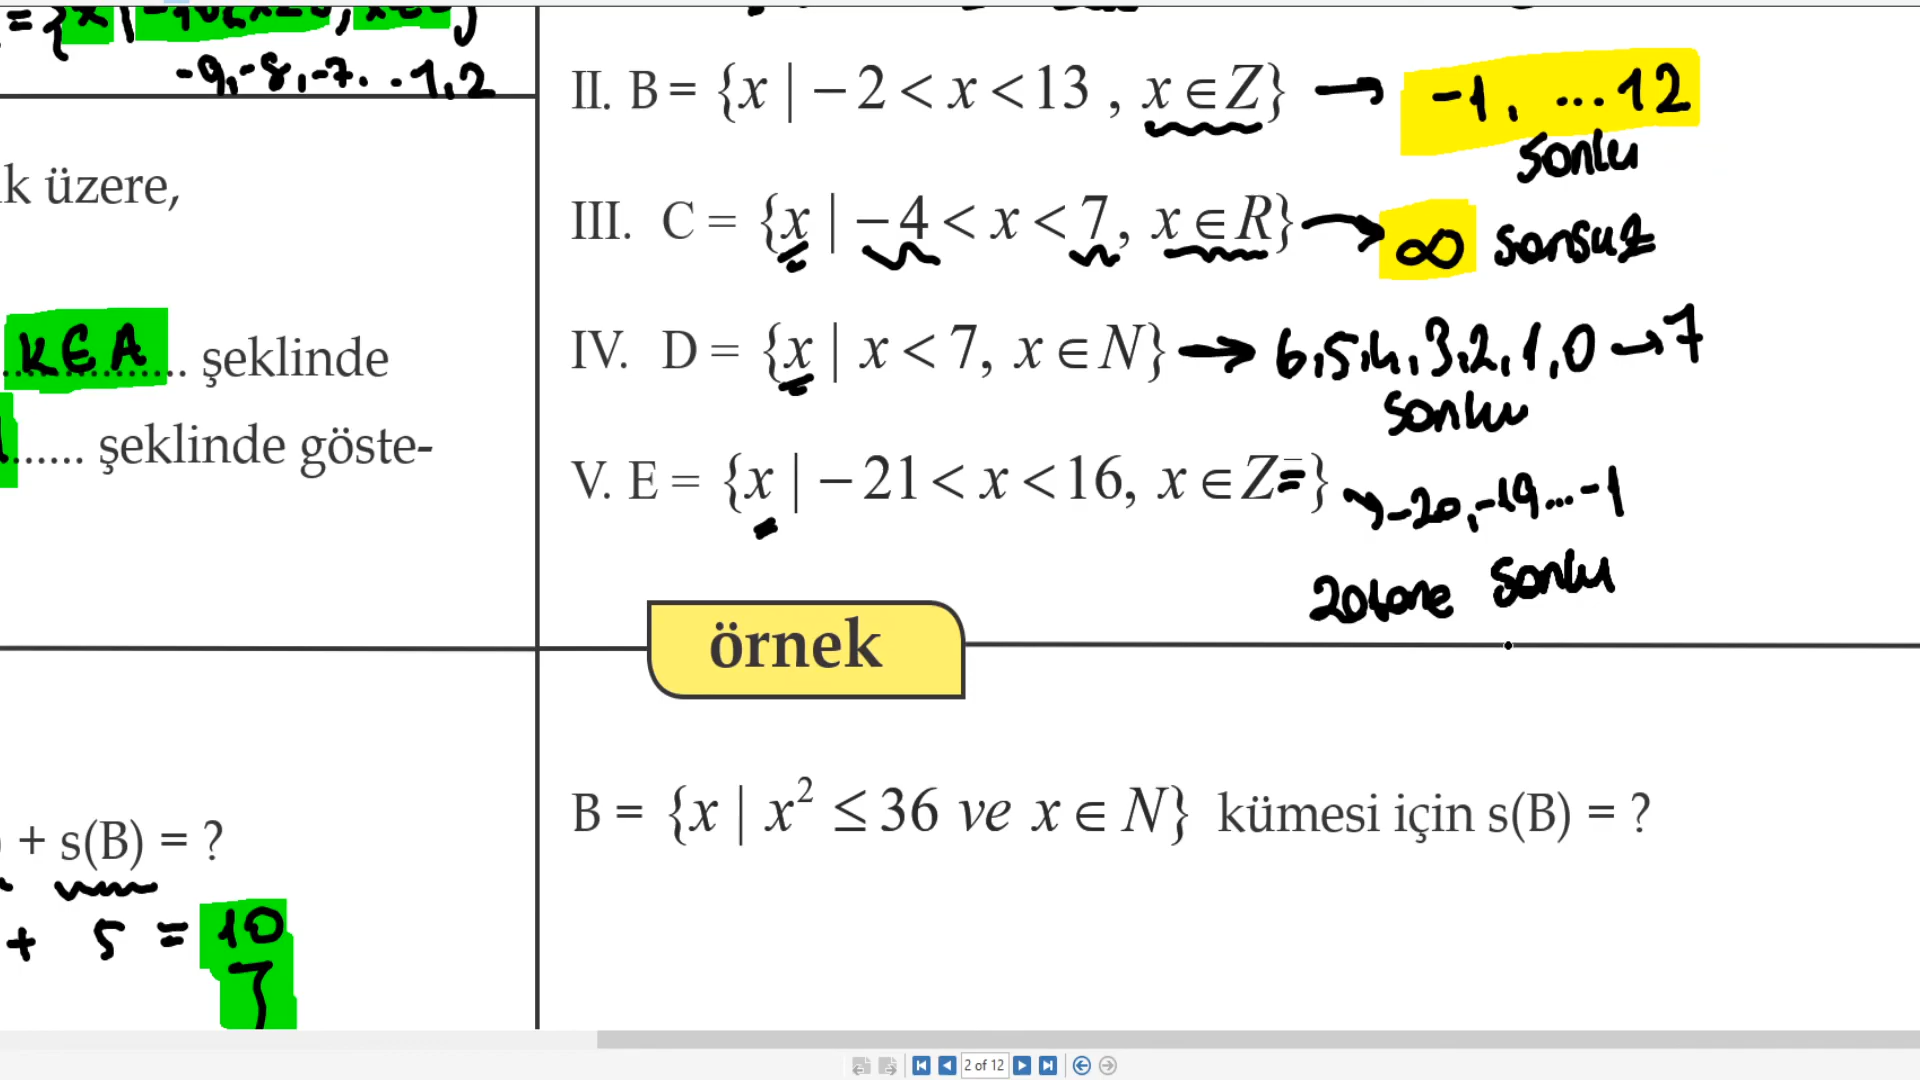 -9,-8,-7. .-1,2
k üzere,
KEA şeklinde
...... şeklinde göste-
+ s(B) = ?
+ 5 = 10
II. B = {x | -2 < x < 13 , x ∈ Z} → -1, ...12
sonlu
III. C = {x | -4 < x < 7, x ∈ R} → ∞ sonsuz
IV. D = {x | x < 7, x ∈ N} → 6,5,4,3,2,1,0 → 7
sonlu
V. E = {x | -21 < x < 16, x ∈ Z⁻} → -20,-19...-1
20 tane sonlu
örnek
B = {x | x² ≤ 36 ve x ∈ N} kümesi için s(B) = ?
2 of 12